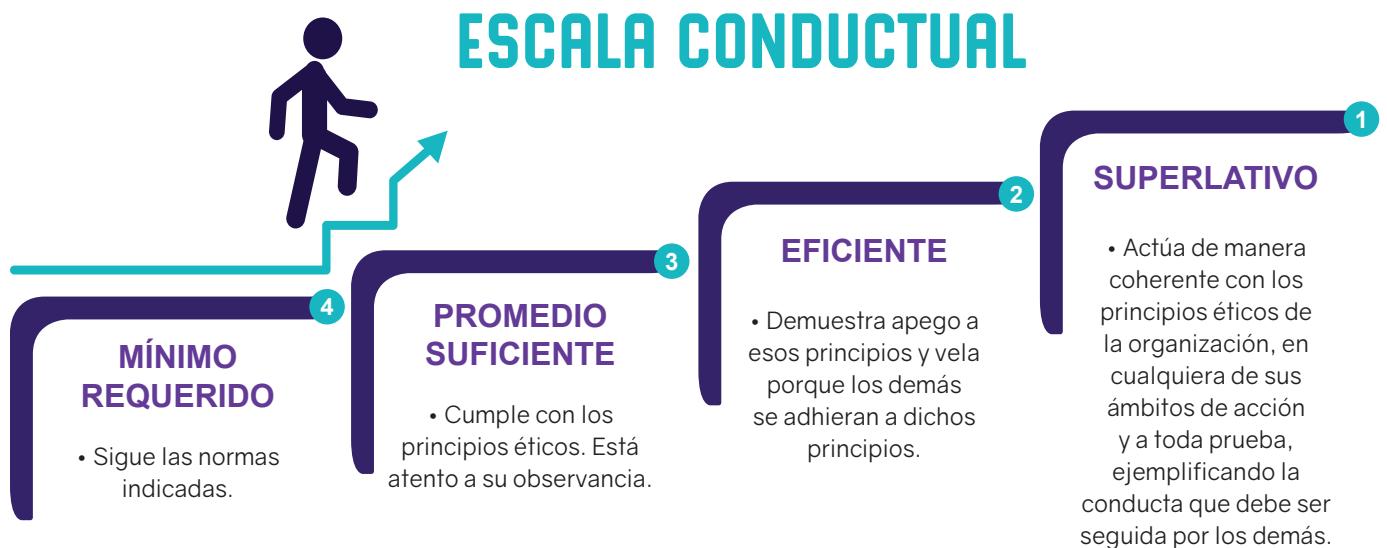 ESCALA CONDUCTUAL
4
MÍNIMO
REQUERIDO
• Sigue las normas
indicadas.
3
PROMEDIO
SUFICIENTE
• Cumple con los
principios éticos. Está
atento a su observancia.
2
EFICIENTE
• Demuestra apego a
esos principios y vela
porque los demás
se adhieran a dichos
principios.
1
SUPERLATIVO
• Actúa de manera
coherente con los
principios éticos de
la organización, en
cualquiera de sus
ámbitos de acción
y a toda prueba,
ejemplificando la
conducta que debe ser
seguida por los demás.